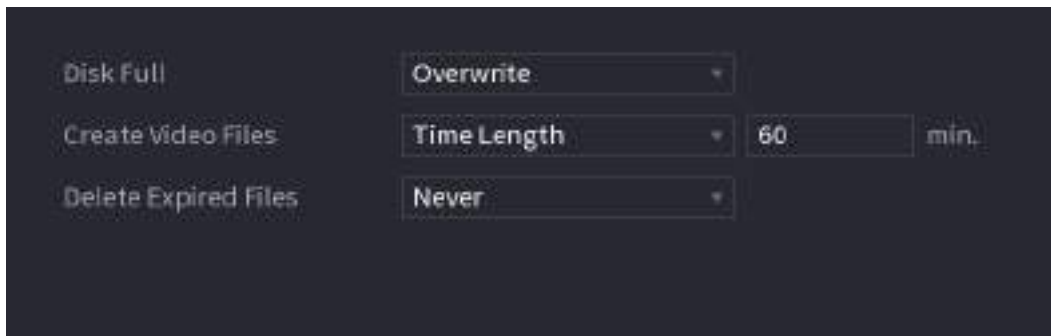 Disk Full Overwrite
Create Video Files Time Length 60 min.
Delete Expired Files Never